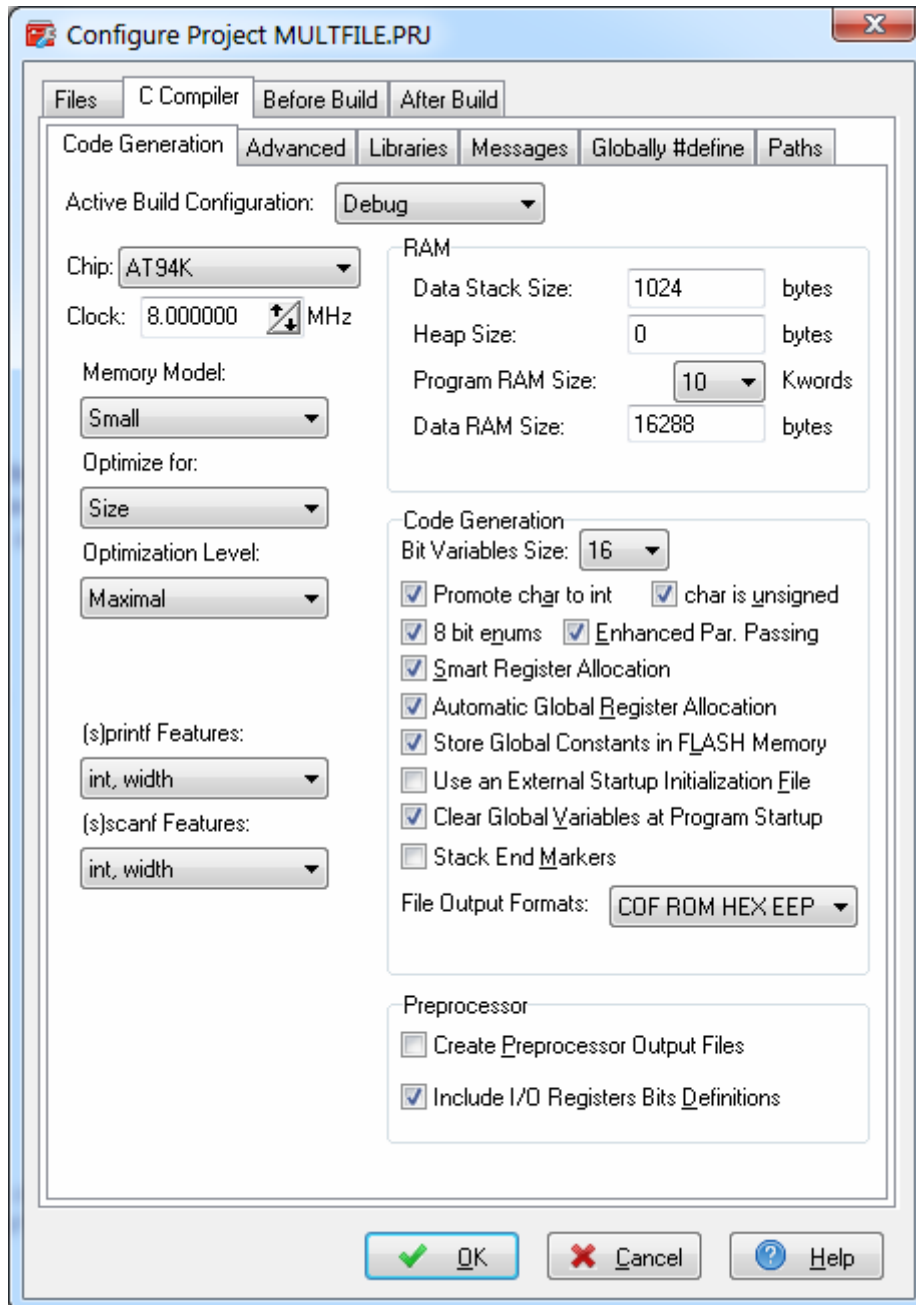 Configure Project MULTFILE.PRJ
Files C Compiler Before Build After Build
Code Generation Advanced Libraries Messages Globally #define Paths
Active Build Configuration: Debug
Chip: AT94K
Clock: 8.000000 MHz
Memory Model:
Small
Optimize for:
Size
Optimization Level:
Maximal
(s)printf Features:
int, width
(s)scanf Features:
int, width
RAM
Data Stack Size: 1024 bytes
Heap Size: 0 bytes
Program RAM Size: 10 Kwords
Data RAM Size: 16288 bytes
Code Generation
Bit Variables Size: 16
Promote char to int char is unsigned
8 bit enums Enhanced Par. Passing
Smart Register Allocation
Automatic Global Register Allocation
Store Global Constants in FLASH Memory
Use an External Startup Initialization File
Clear Global Variables at Program Startup
Stack End Markers
File Output Formats: COF ROM HEX EEP
Preprocessor
Create Preprocessor Output Files
Include I/O Registers Bits Definitions
OK Cancel Help